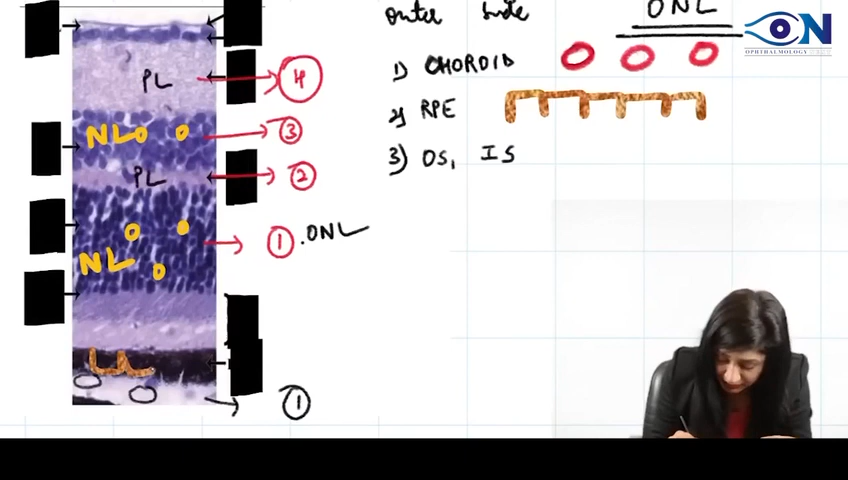 outer side
ONL
ON
OPHTHALMOLOGY
PL
4
1) CHOROID
NL
3
2) RPE
PL
2
3) OS, IS
1 . ONL
NL
1